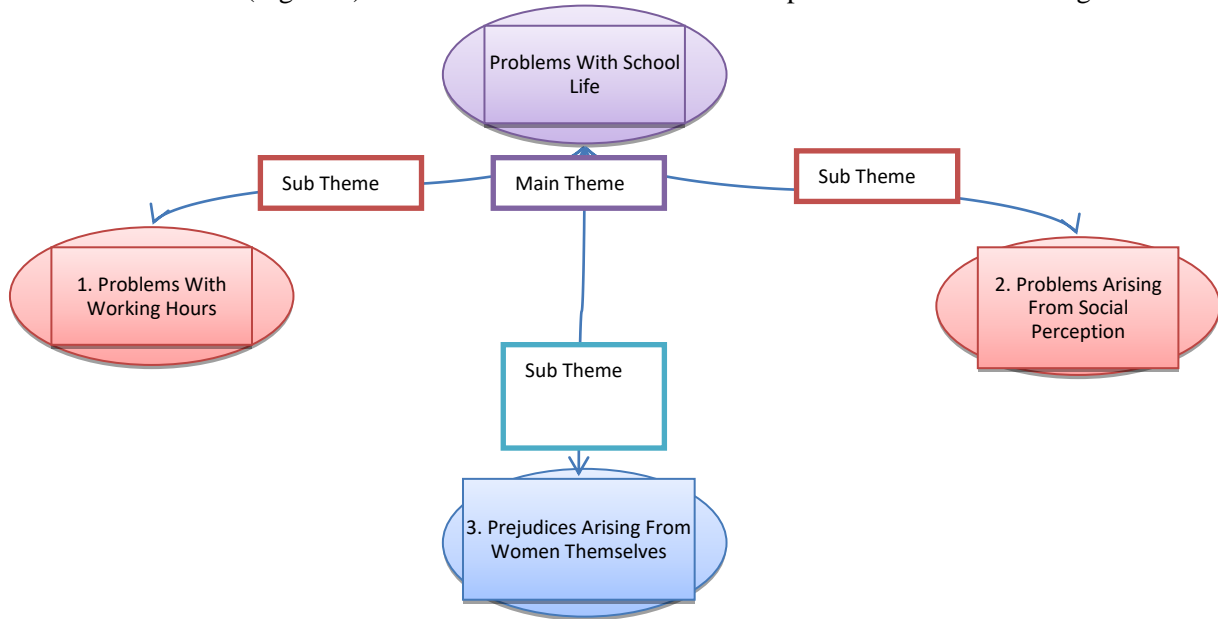 Problems With School
Life
Sub Theme
Main Theme
Sub Theme
1. Problems With
Working Hours
2. Problems Arising
From Social
Perception
Sub Theme
3. Prejudices Arising From
Women Themselves